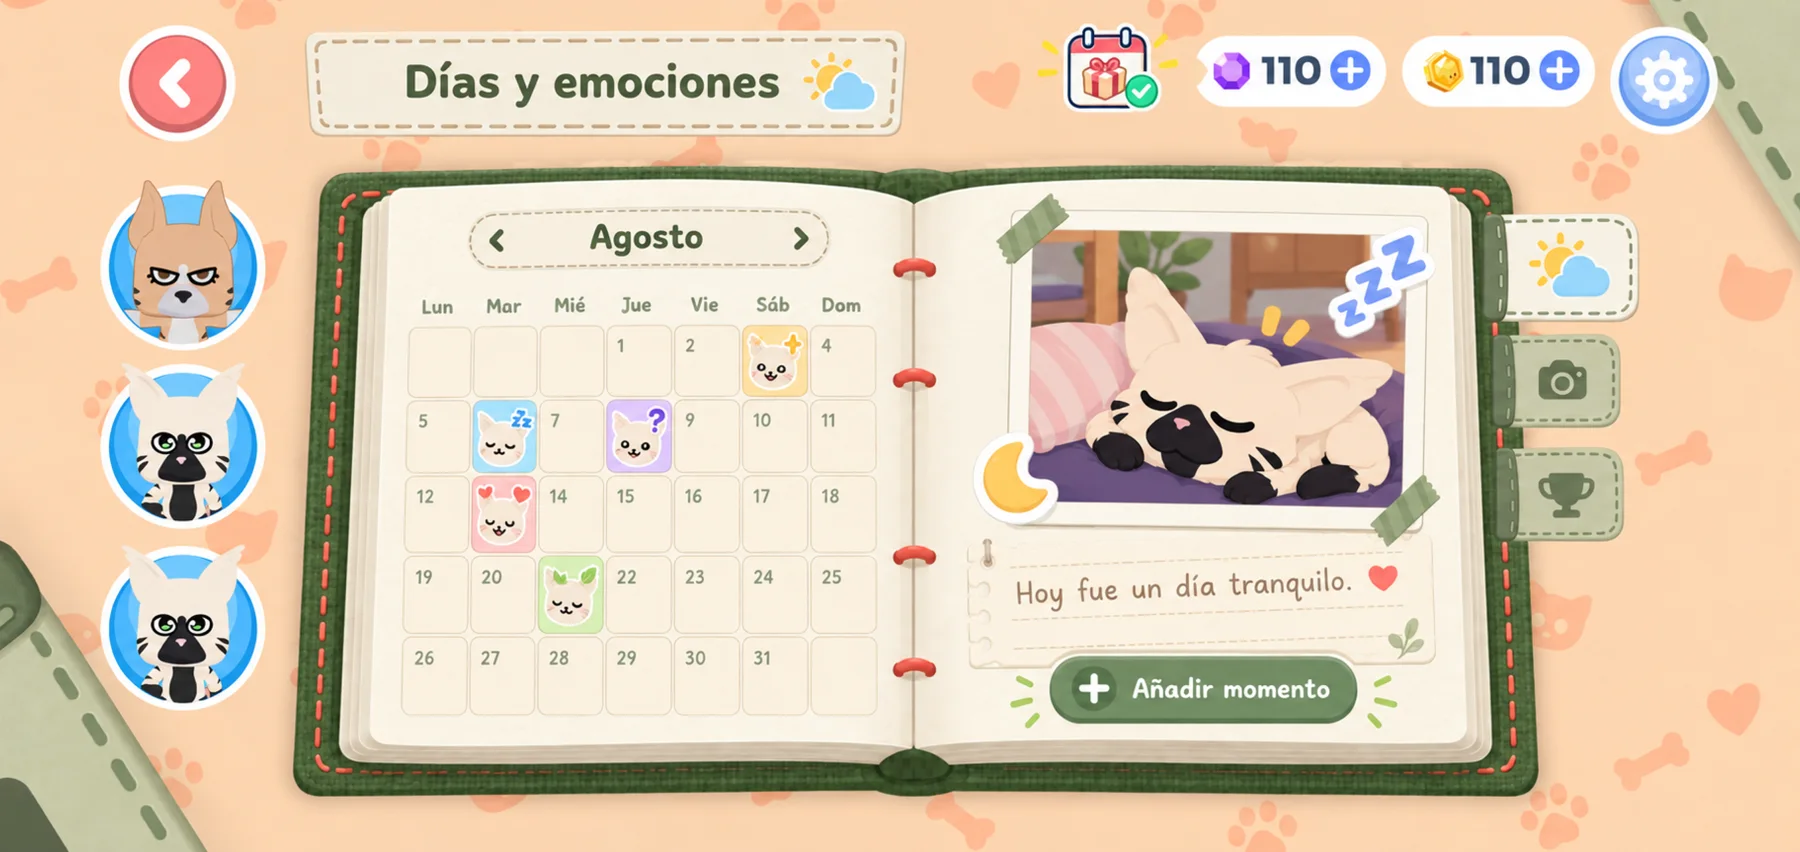 Días y emociones
110
110
Agosto
Lun Mar Mié Jue Vie Sáb Dom
1 2 4
5 zz 7 ? 9 10 11
12 14 15 16 17 18
19 20 22 23 24 25
26 27 28 29 30 31
zzZZ
Hoy fue un día tranquilo.
Añadir momento